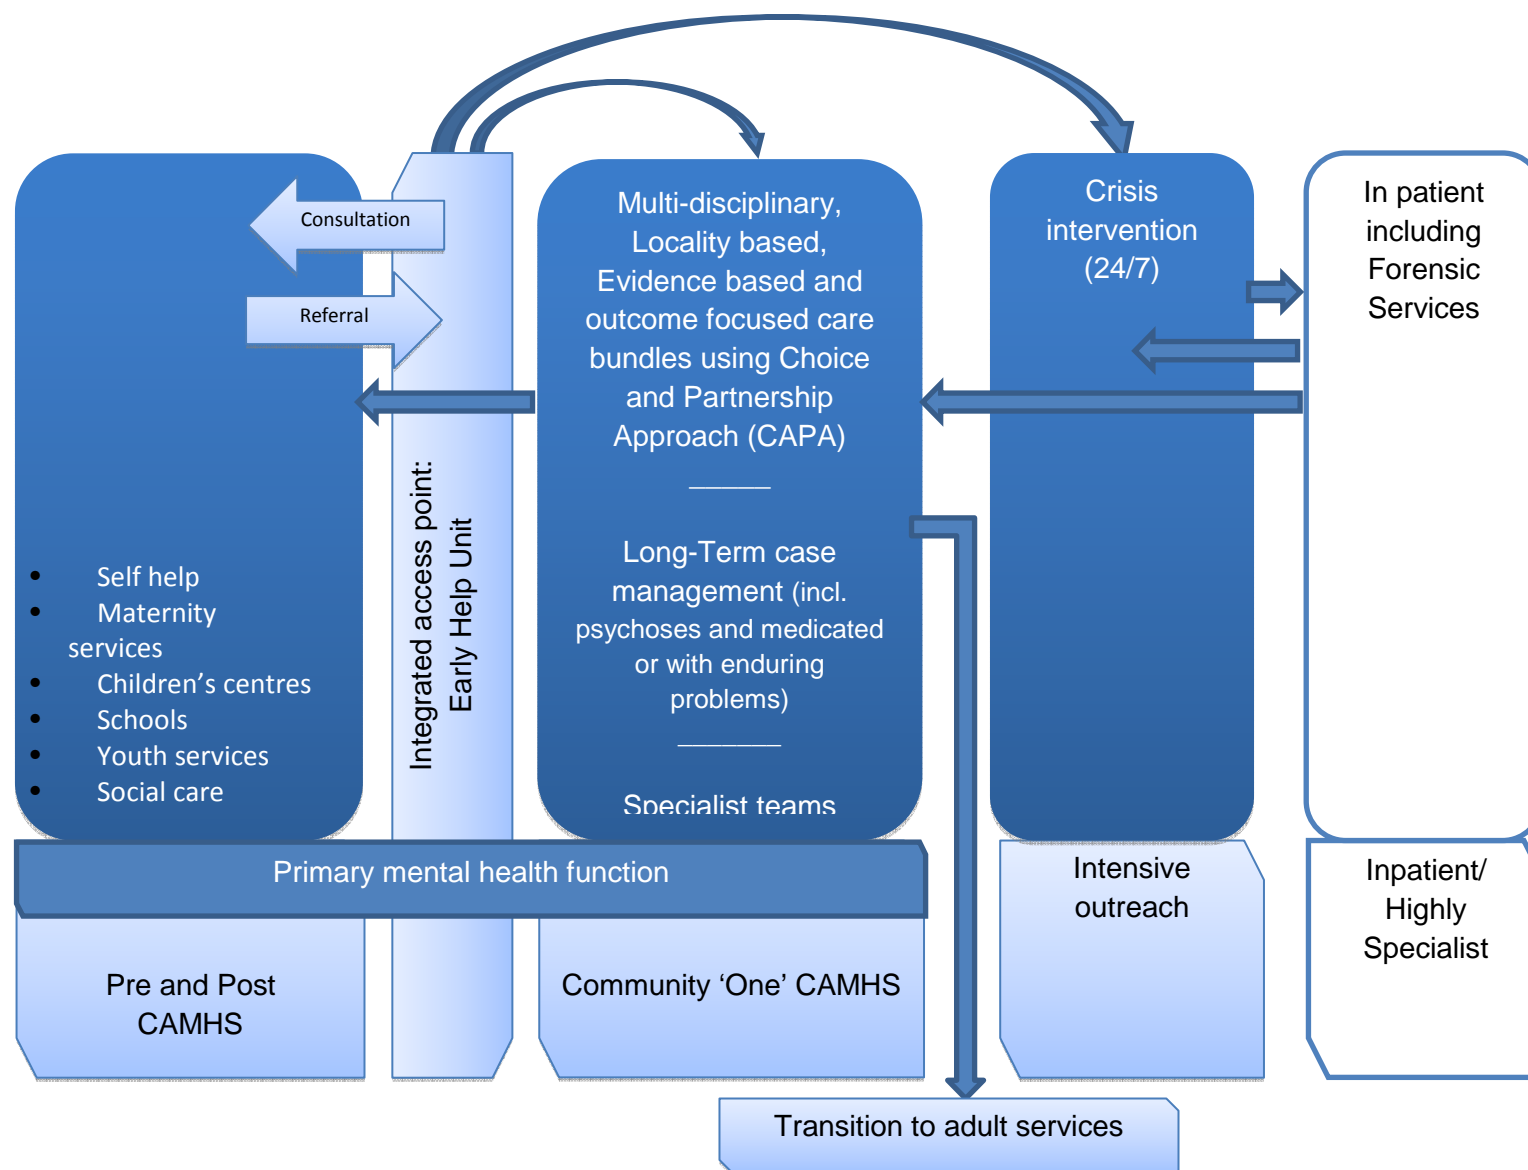 Consultation
Referral
• Self help
• Maternity
services
• Children’s centres
• Schools
• Youth services
• Social care
Integrated access point:
Early Help Unit
Multi-disciplinary,
Locality based,
Evidence based and
outcome focused care
bundles using Choice
and Partnership
Approach (CAPA)
Long-Term case
management (incl.
psychoses and medicated
or with enduring
problems)
Specialist teams
Crisis
intervention
(24/7)
In patient
including
Forensic
Services
Primary mental health function
Pre and Post
CAMHS
Community ‘One’ CAMHS
Intensive
outreach
Inpatient/
Highly
Specialist
Transition to adult services